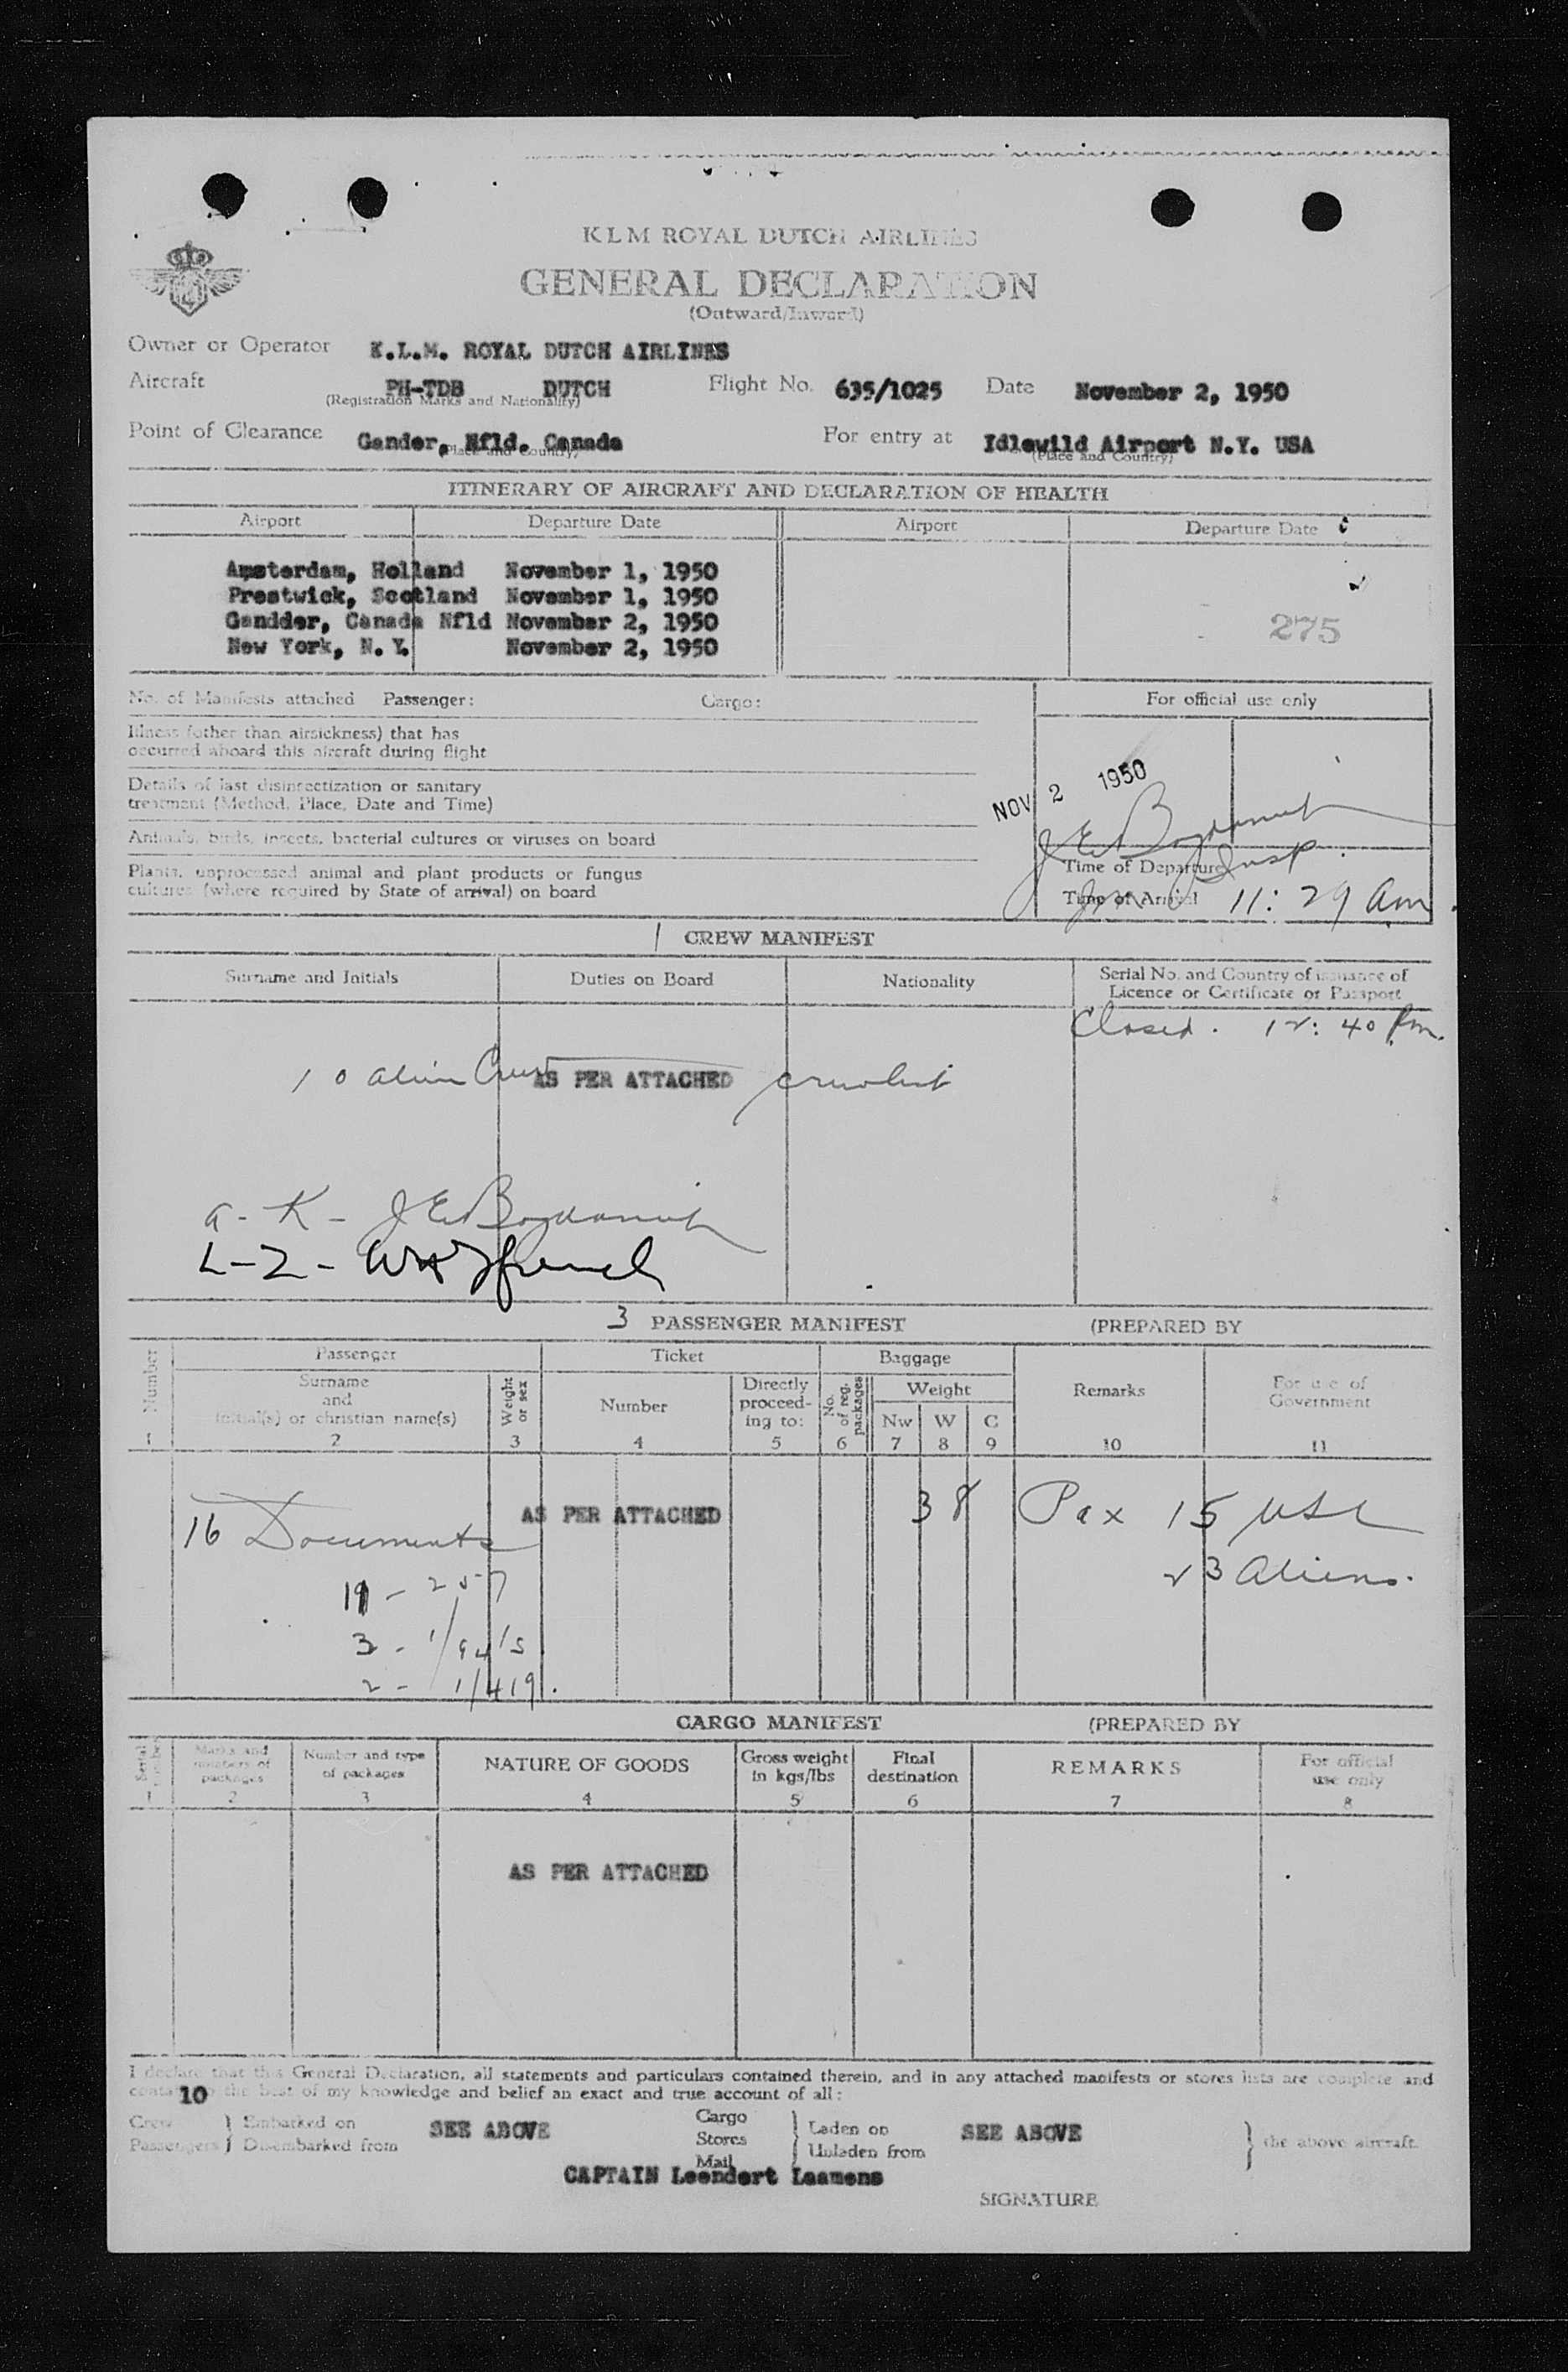 KLM ROYAL DUTCH AIRLINES
GENERAL DECLARATION
(Outward/Inward)
Owner or Operator K.L.M. ROYAL DUTCH AIRLINES
Aircraft PH-TDB DUTCH Flight No. 635/1025 Date November 2, 1950
(Registration Marks and Nationality)
Point of Clearance Gander, Nfld. Canada For entry at Idlewild Airport N.Y. USA
(Place and Country) (Place and Country)
ITINERARY OF AIRCRAFT AND DECLARATION OF HEALTH
Airport Departure Date Airport Departure Date
Amsterdam, Holland November 1, 1950
Prestwick, Scotland November 1, 1950
Gandder, Canada Nfld November 2, 1950
275
New York, N.Y. November 2, 1950
No. of Manifests attached Passenger: Cargo: For official use only
Illness (other than airsickness) that has
occurred aboard this aircraft during flight
Details of last disinsectization or sanitary
treatment (Method, Place, Date and Time)
NOV 2 1950
Animals, birds, insects, bacterial cultures or viruses on board
Plants, unprocessed animal and plant products or fungus
cultures (where required by State of arrival) on board
Insp.
Time of Departure
Time of Arrival 11:29 am
1 CREW MANIFEST
Surname and Initials Duties on Board Nationality Serial No. and Country of issuance of
Licence or Certificate or Passport
Closed. 12:40 Pm.
10 alien Crew AS PER ATTACHED crewlist
a-K- J E
L-Z- French
3 PASSENGER MANIFEST (PREPARED BY
Number Passenger Ticket Baggage Remarks For use of Government
Surname and initial(s) or christian name(s) Weight or sex Number Directly proceed-ing to: No. of reg. packages Weight
Nw W C
1 2 3 4 5 6 7 8 9 10 11
16 Documents AS PER ATTACHED 38 Pax 15 USC
23 Aliens.
11 - 257
3 - 1/94 1s
2 - 1/419.
CARGO MANIFEST (PREPARED BY
Serial Marks and numbers of packages Number and type of packages NATURE OF GOODS Gross weight in kgs/lbs Final destination REMARKS For official use only
1 2 3 4 5 6 7 8
AS PER ATTACHED
I declare that this General Declaration, all statements and particulars contained therein, and in any attached manifests or stores lists are complete and
the best of my knowledge and belief an exact and true account of all:
10
Crew } Embarked on SEE ABOVE Cargo } Laden on SEE ABOVE } the above aircraft.
Passengers } Disembarked from Stores } Unladen from
Mail
CAPTAIN Leendert Laamens
SIGNATURE